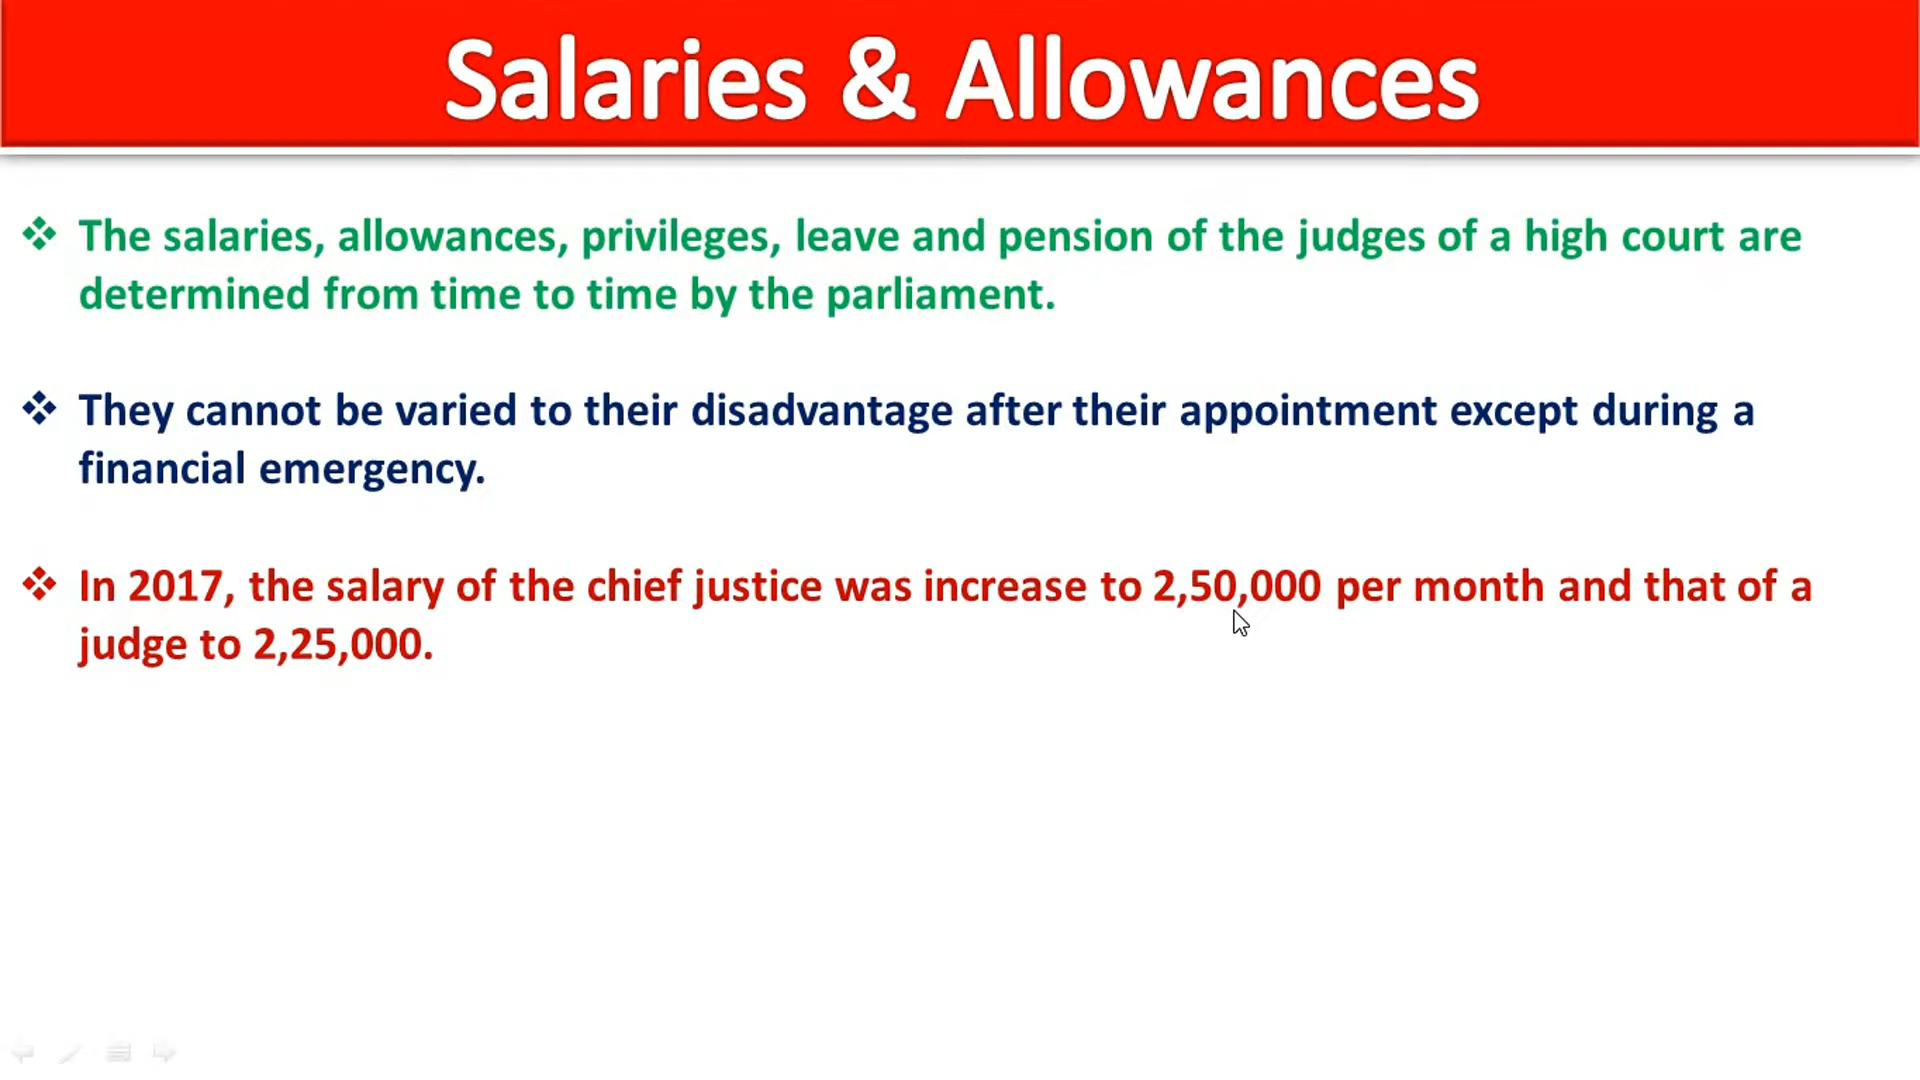 Salaries & Allowances
❖ The salaries, allowances, privileges, leave and pension of the judges of a high court are
determined from time to time by the parliament.
❖ They cannot be varied to their disadvantage after their appointment except during a
financial emergency.
❖ In 2017, the salary of the chief justice was increase to 2,50,000 per month and that of a
judge to 2,25,000.